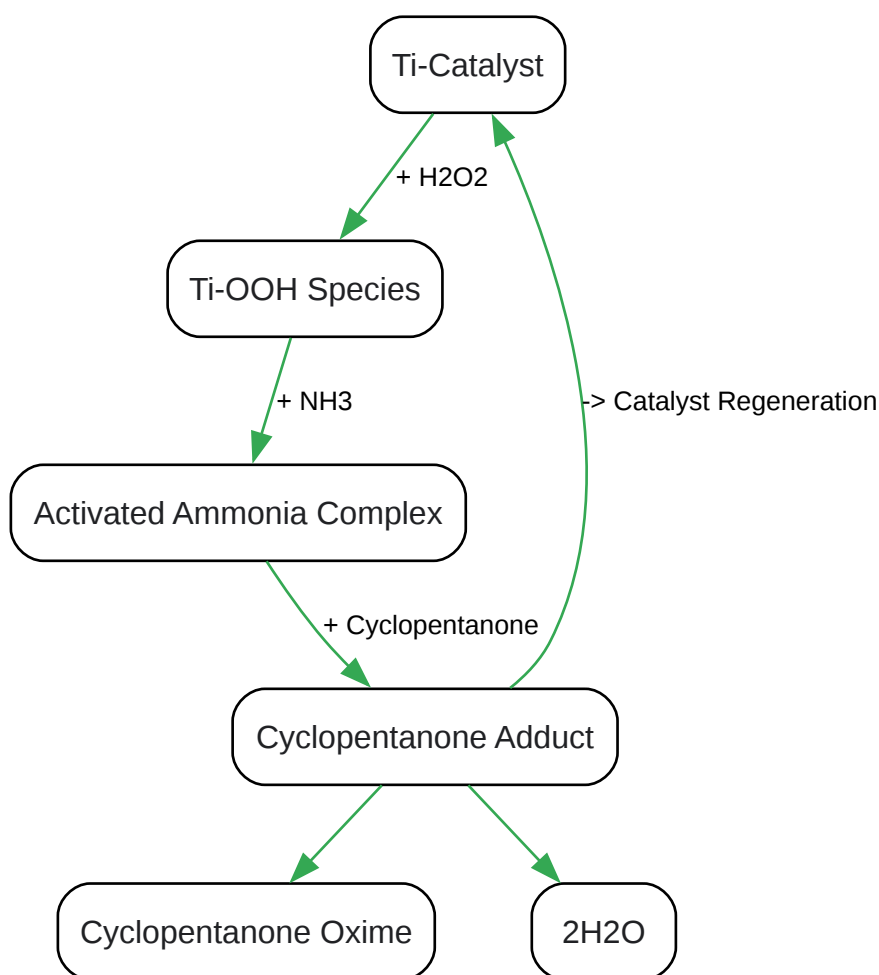 Ti-Catalyst
+ H2O2
Ti-OOH Species
+ NH3
-> Catalyst Regeneration
Activated Ammonia Complex
+ Cyclopentanone
Cyclopentanone Adduct
Cyclopentanone Oxime
2H2O